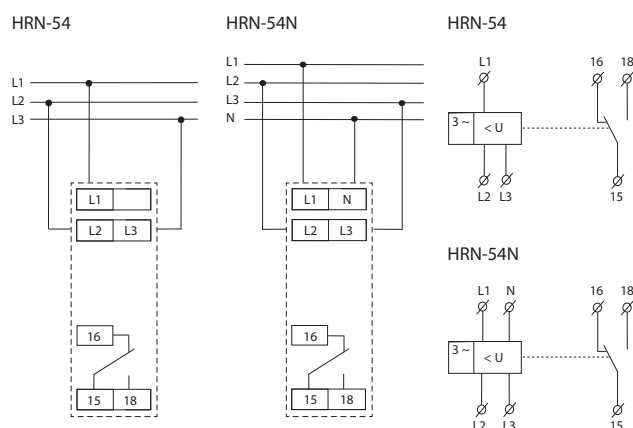 HRN-54
L1
L2
L3
L1
L2 L3
16
15 18
HRN-54N
L1
L2
L3
N
L1 N
L2 L3
16
15 18
HRN-54
L1 16 18
3 ~ < U
L2 L3 15
HRN-54N
L1 N 16 18
3 ~ < U
L2 L3 15